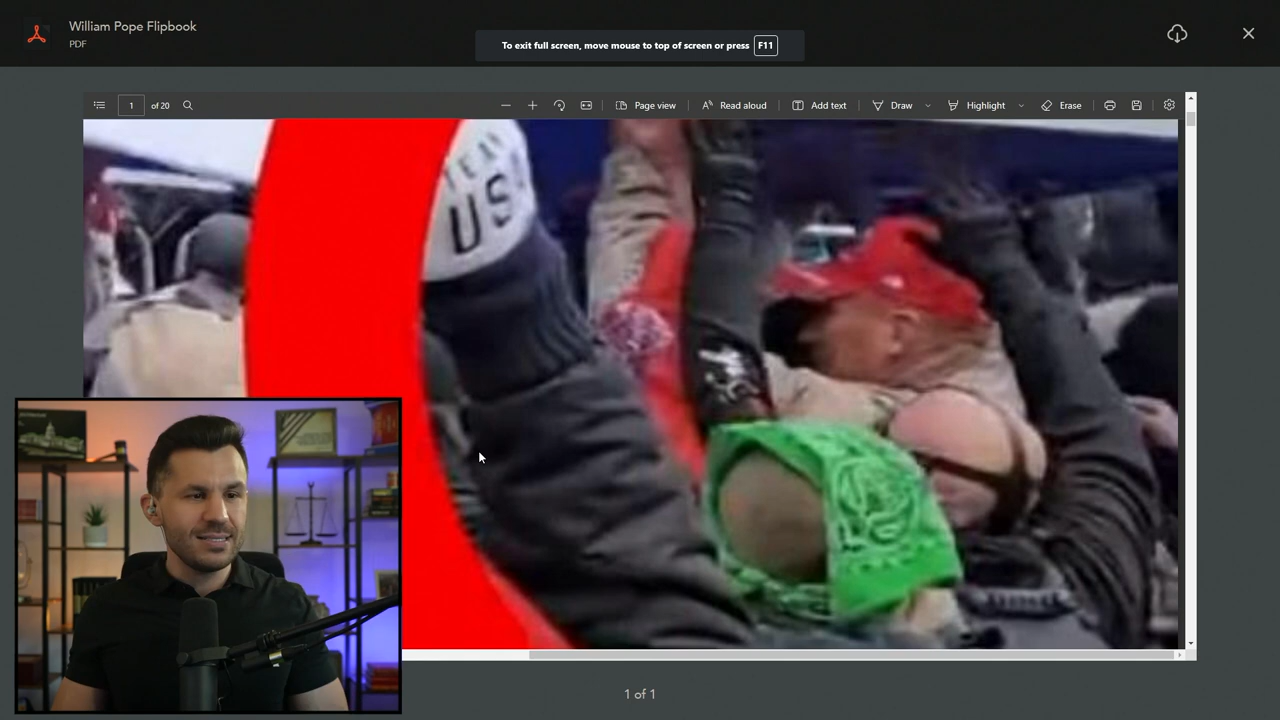 William Pope Flipbook
PDF
To exit full screen, move mouse to top of screen or press F11
1 of 20
Page view
Read aloud
Add text
Draw
Highlight
Erase
TEAM
USA
1 of 1